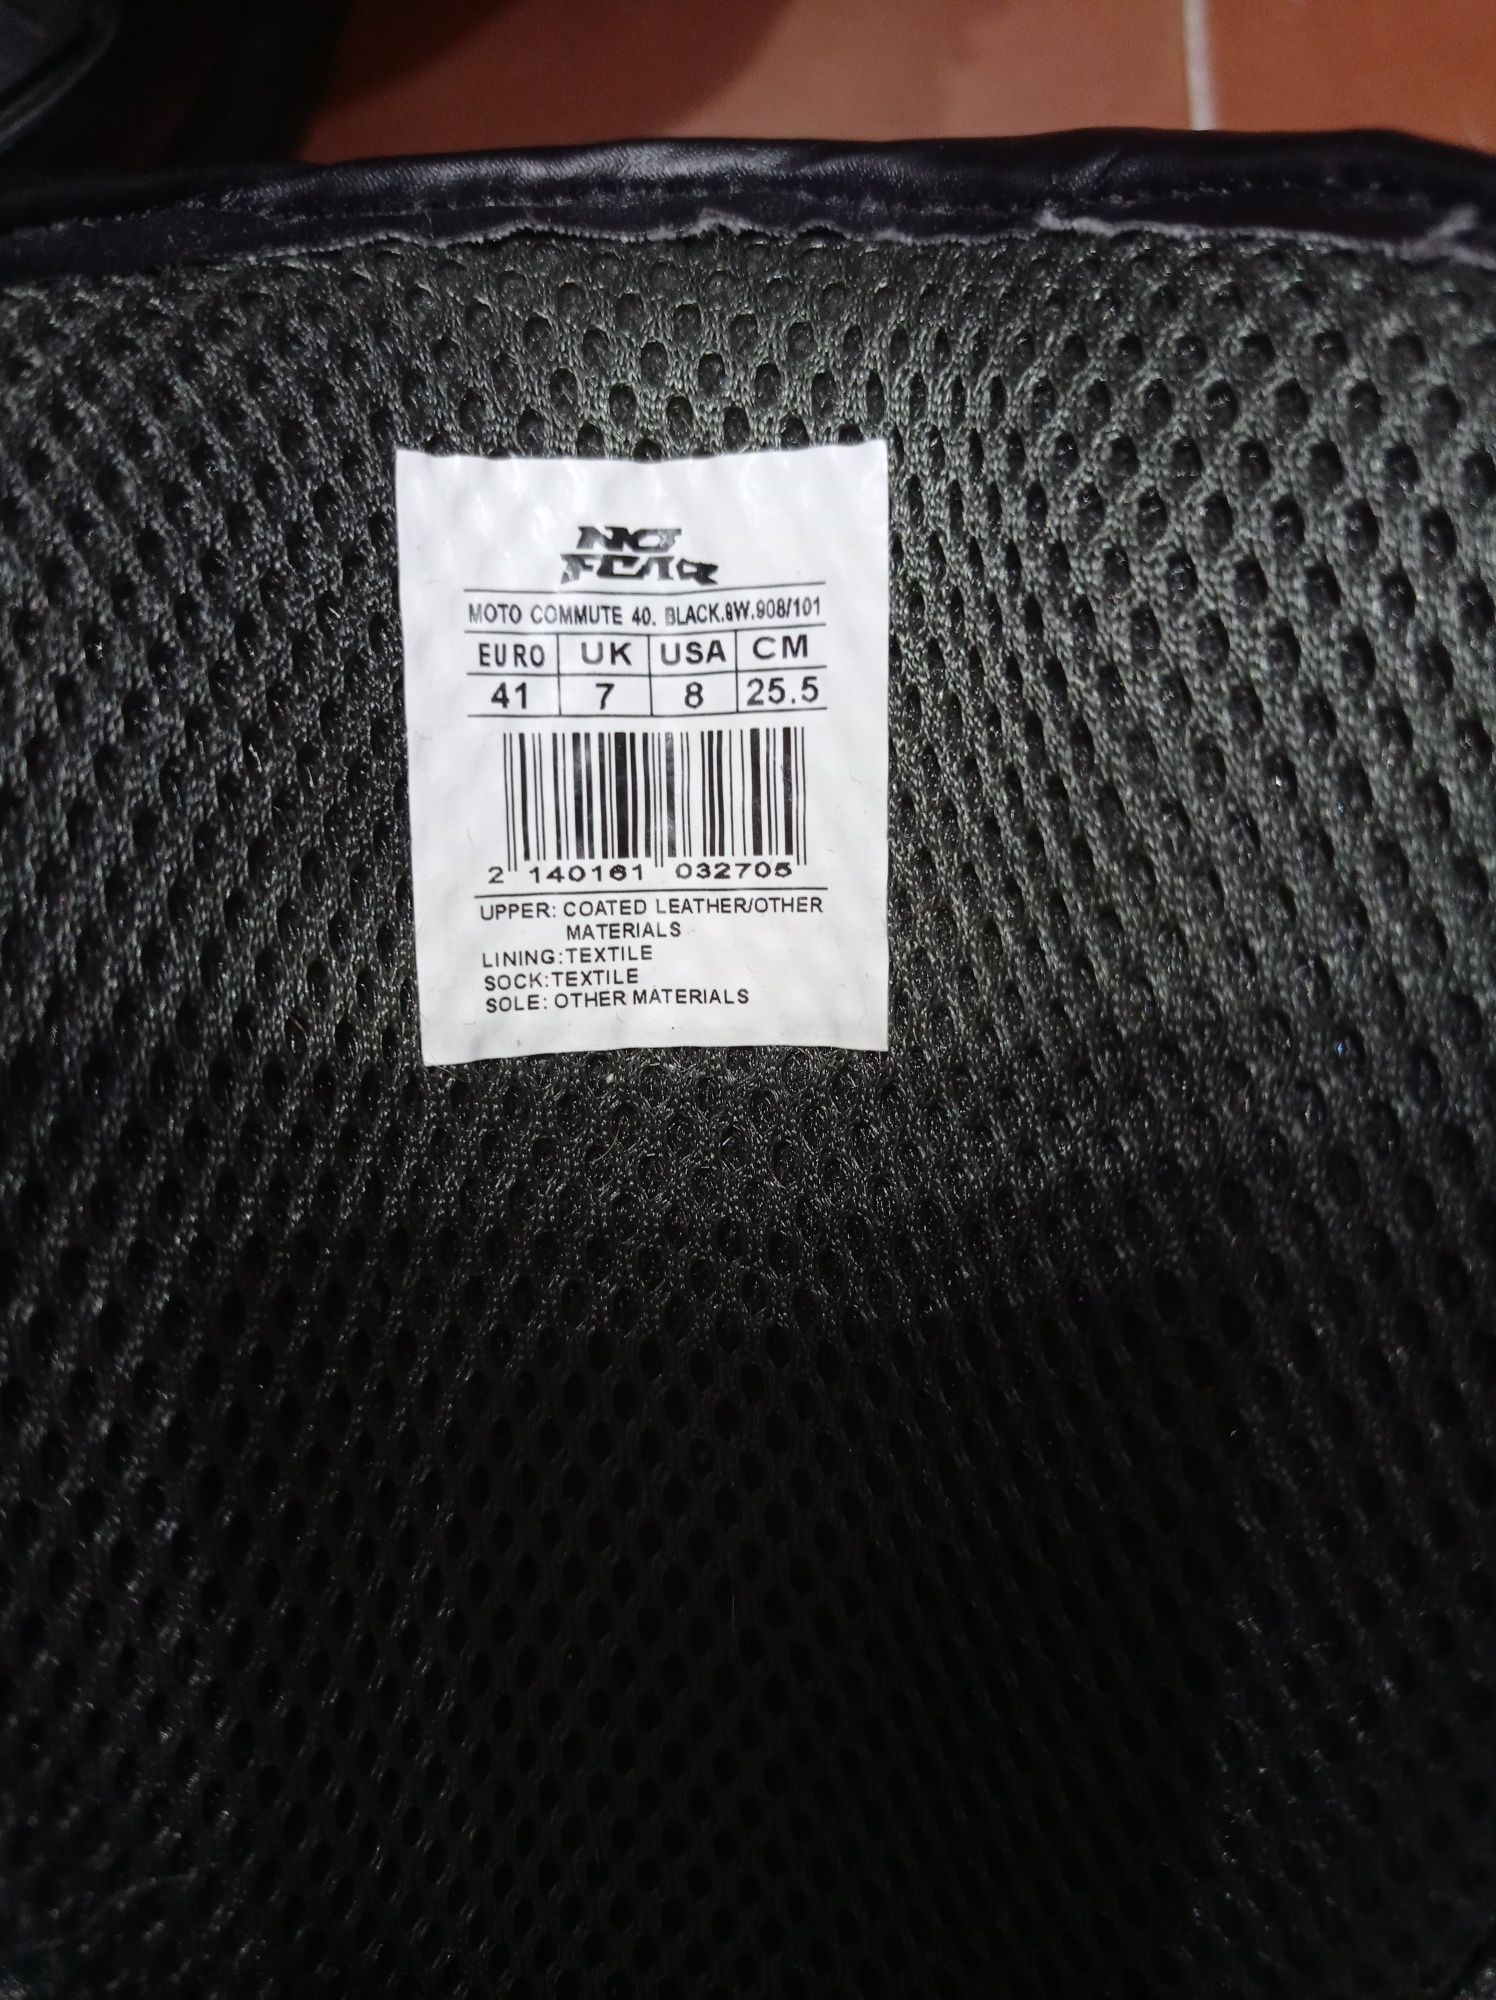 NO
FEAR
MOTO COMMUTE 40. BLACK.8W.908/101
EURO UK USA CM
41 7 8 25.5
2 140161 032705
UPPER: COATED LEATHER/OTHER
MATERIALS
LINING:TEXTILE
SOCK:TEXTILE
SOLE: OTHER MATERIALS